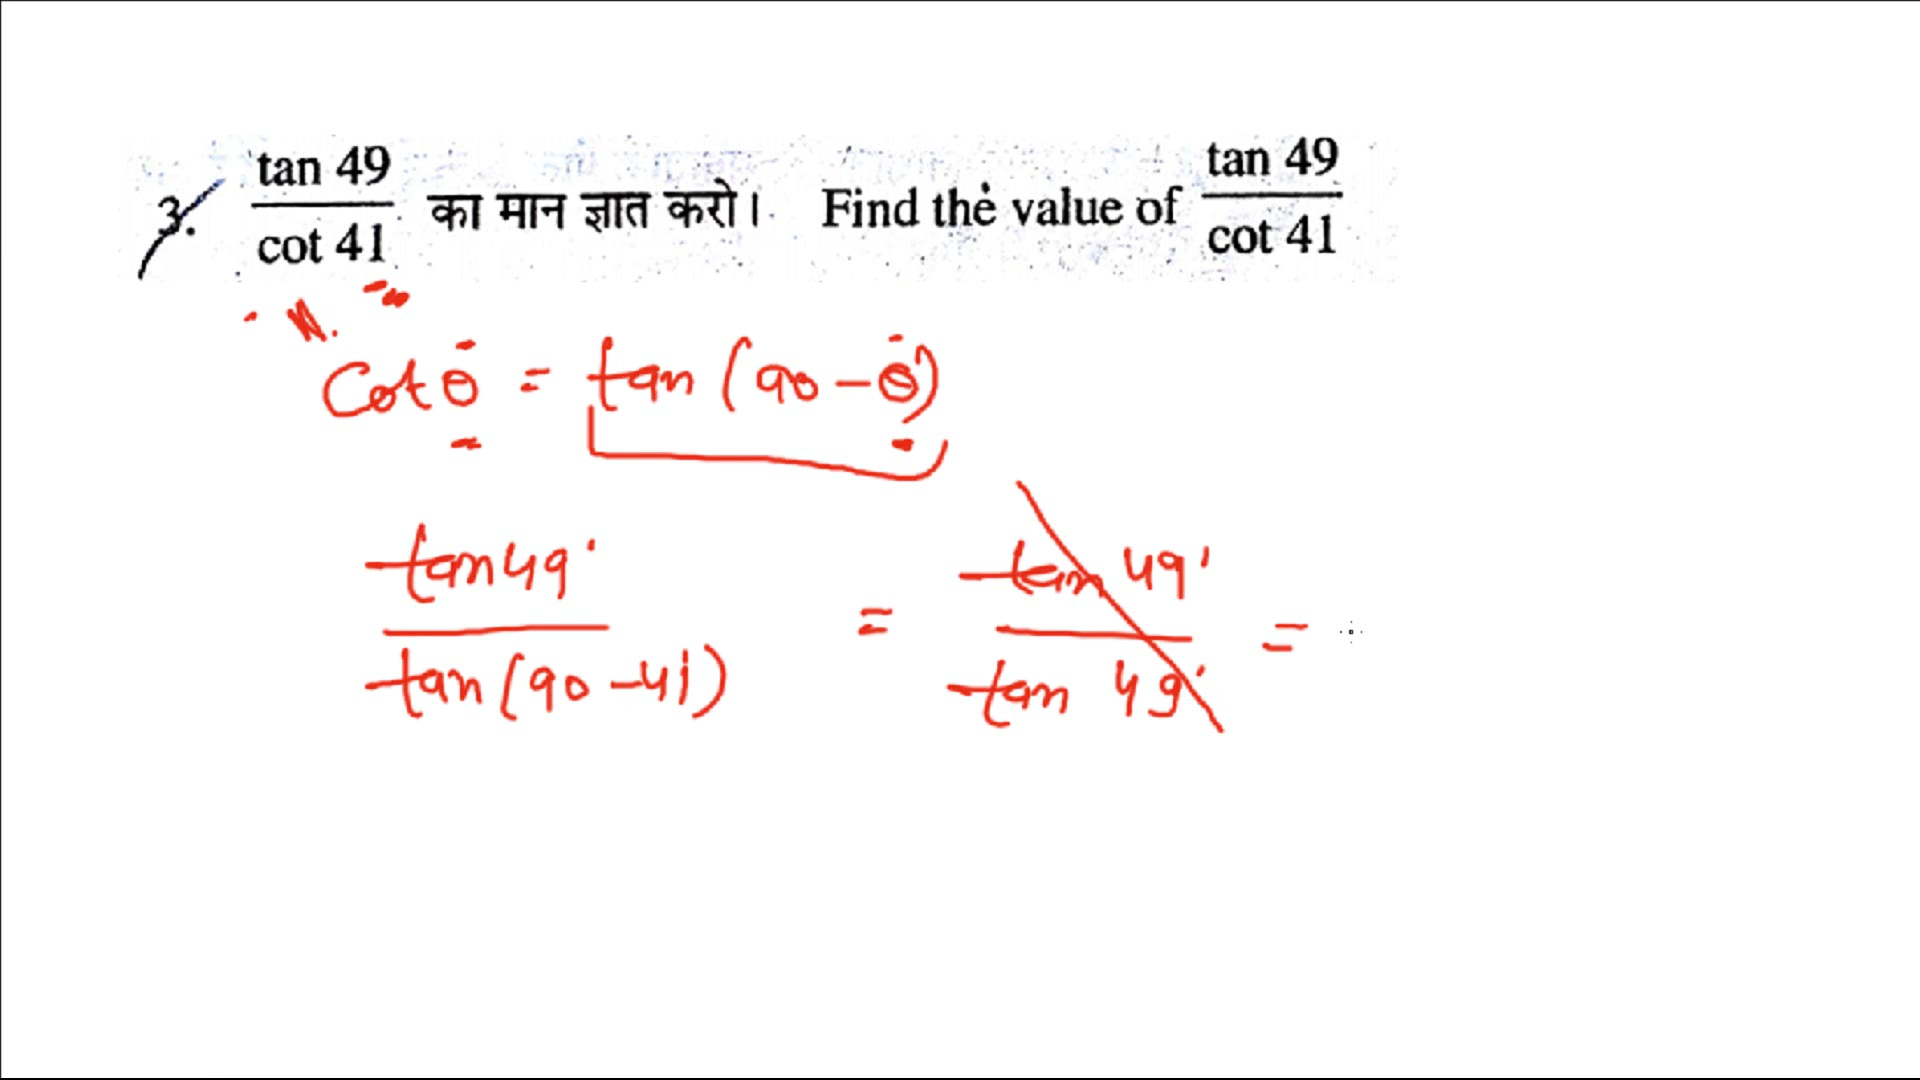 3. tan 49 / cot 41 का मान ज्ञात करो। Find the value of tan 49 / cot 41
Cot θ = tan (90 – θ)
tan 49° / tan (90 – 41) = tan 49° / tan 49° =